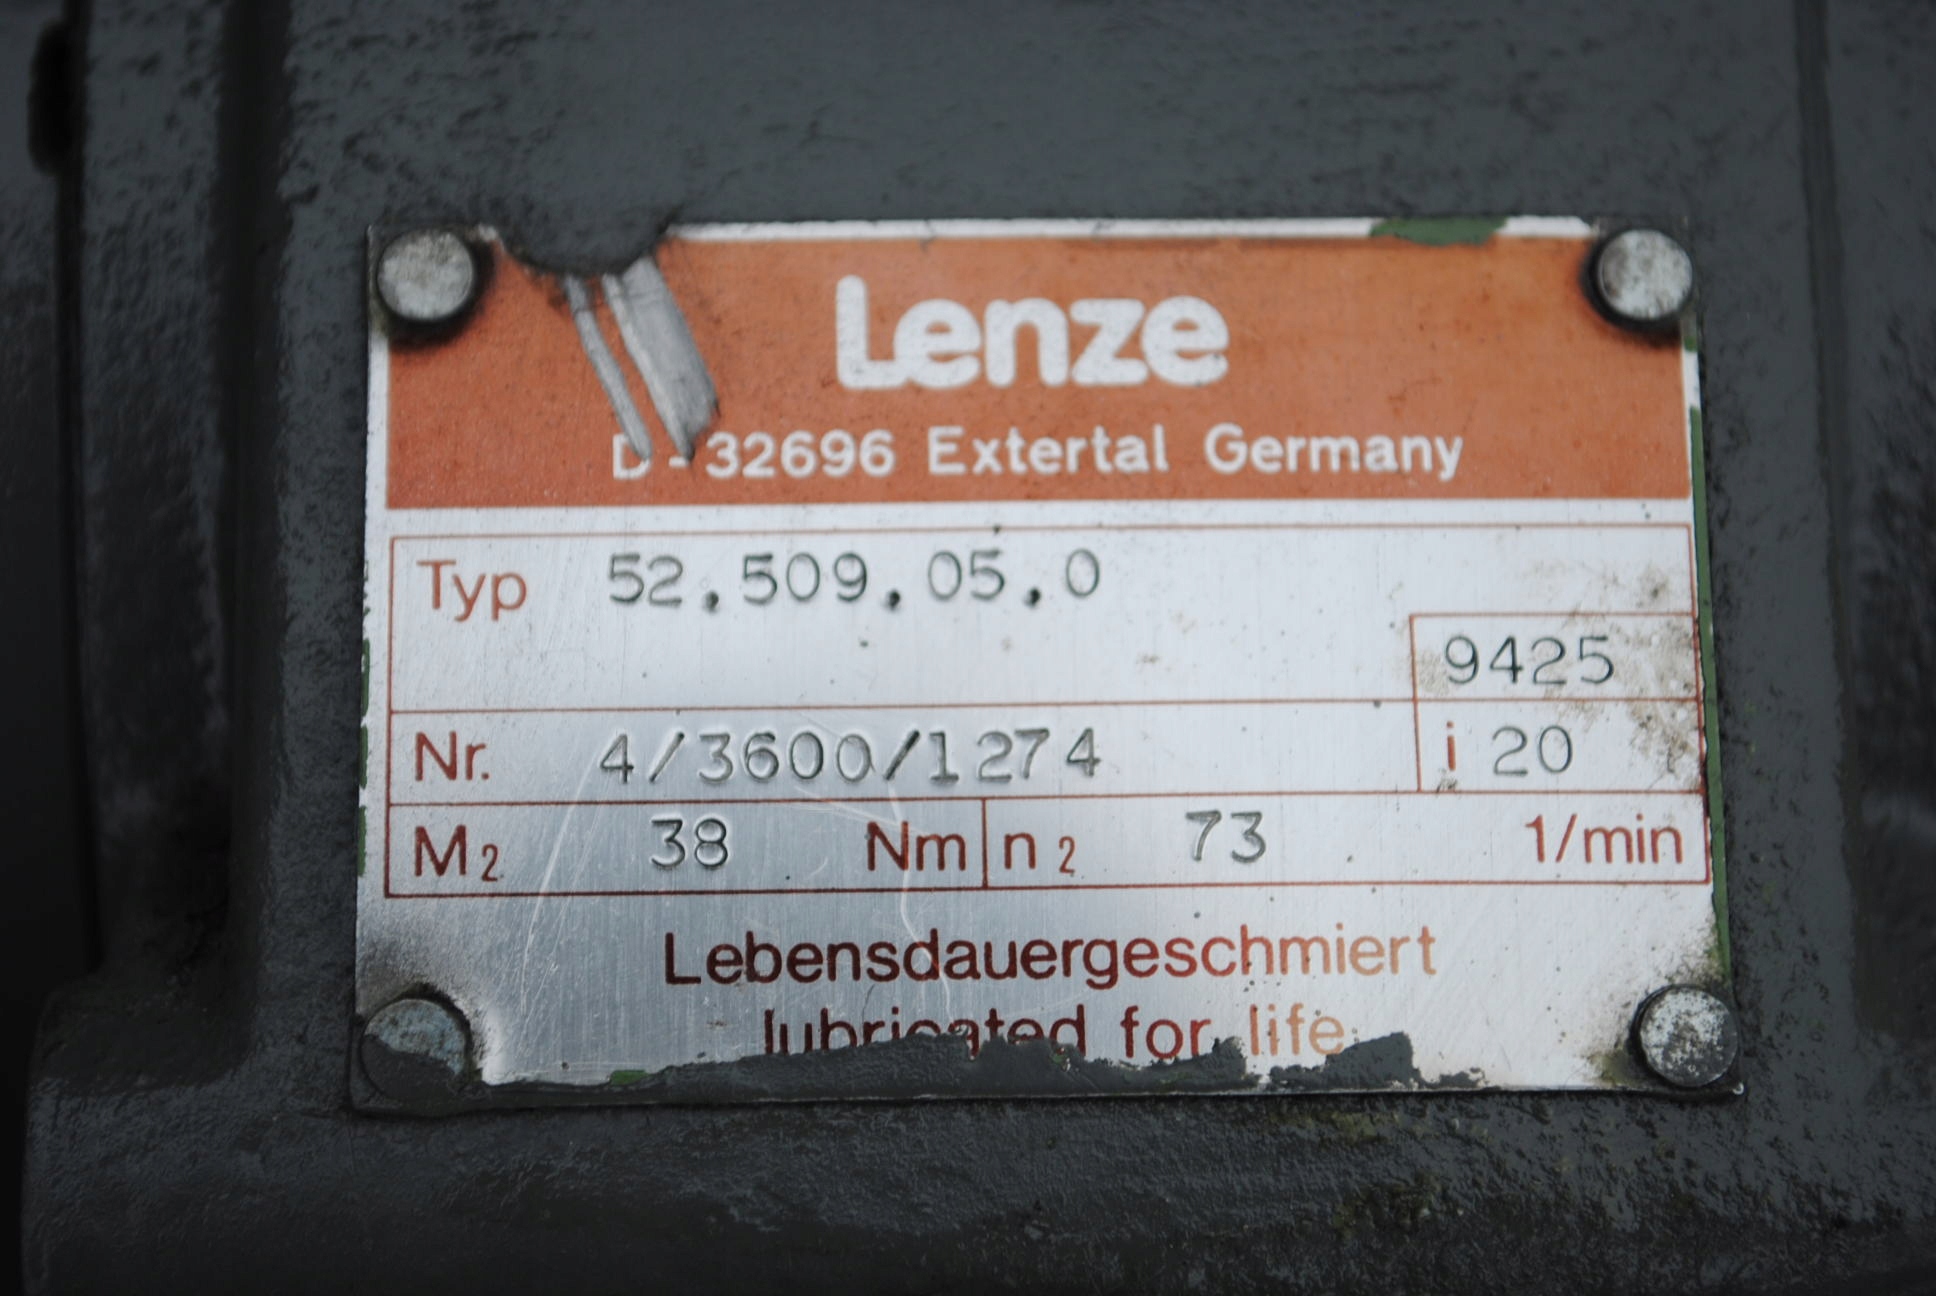 Lenze
D-32696 Extertal Germany
Typ 52.509.05.0
9425
Nr. 4/3600/1274 i 20
M2 38 Nm n2 73 1/min
Lebensdauergeschmiert
lubricated for life